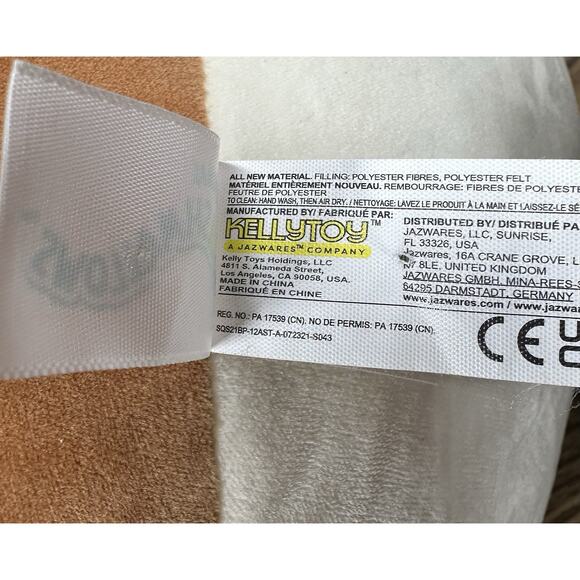 ALL NEW MATERIAL. FILLING: POLYESTER FIBRES, POLYESTER FELT
MATÉRIEL ENTIÈREMENT NOUVEAU. REMBOURRAGE: FIBRES DE POLYESTER
FEUTRE DE POLYESTER
TO CLEAN: HAND WASH, THEN AIR DRY. / NETTOYAGE: LAVEZ LE PRODUIT À LA MAIN ET LAISSEZ-LE SÉ
MANUFACTURED BY/ FABRIQUÉ PAR:
KELLYTOY™
A JAZWARES™ COMPANY
Kelly Toys Holdings, LLC
4811 S. Alameda Street,
Los Angeles, CA 90058, USA.
MADE IN CHINA
FABRIQUÉ EN CHINE
DISTRIBUTED BY/ DISTRIBUÉ PA
JAZWARES, LLC, SUNRISE,
FL 33326, USA
JAZWARES, 16A CRANE GROVE, L
N7 8LE, UNITED KINGDOM
JAZWARES GMBH, MINA-REES-S
64295 DARMSTADT, GERMANY
www.jazwares.com / www.jazw
REG. NO.: PA 17539 (CN). NO DE PERMIS: PA 17539 (CN)
SQS21BP-12AST-A-072321-S043
CE